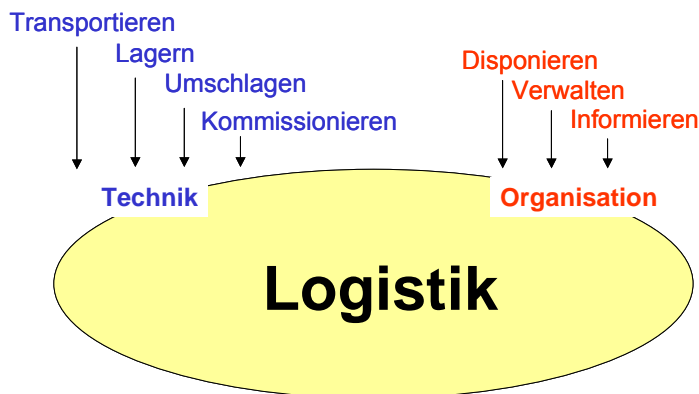 Transportieren
Lagern
Umschlagen
Kommissionieren
Disponieren
Verwalten
Informieren
Technik
Organisation
Logistik